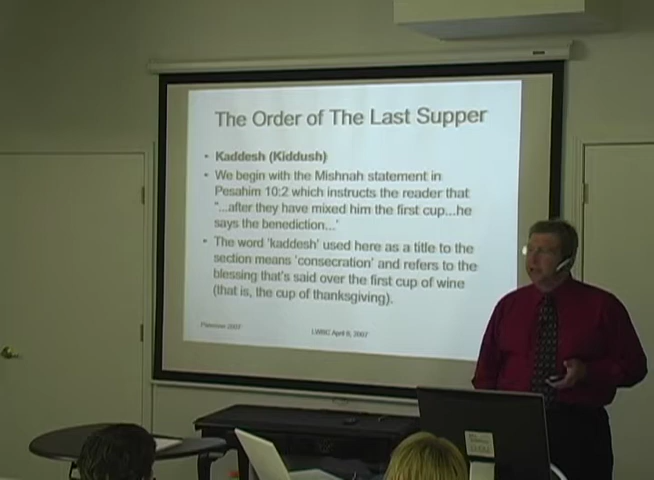 The Order of The Last Supper
• Kaddesh (Kiddush)
• We begin with the Mishnah statement in
Pesahim 10:2 which instructs the reader that
"...after they have mixed him the first cup...he
says the benediction..."
• The word 'kaddesh' used here as a title to the
section means 'consecration' and refers to the
blessing that's said over the first cup of wine
(that is, the cup of thanksgiving).
2007
April 6, 2007